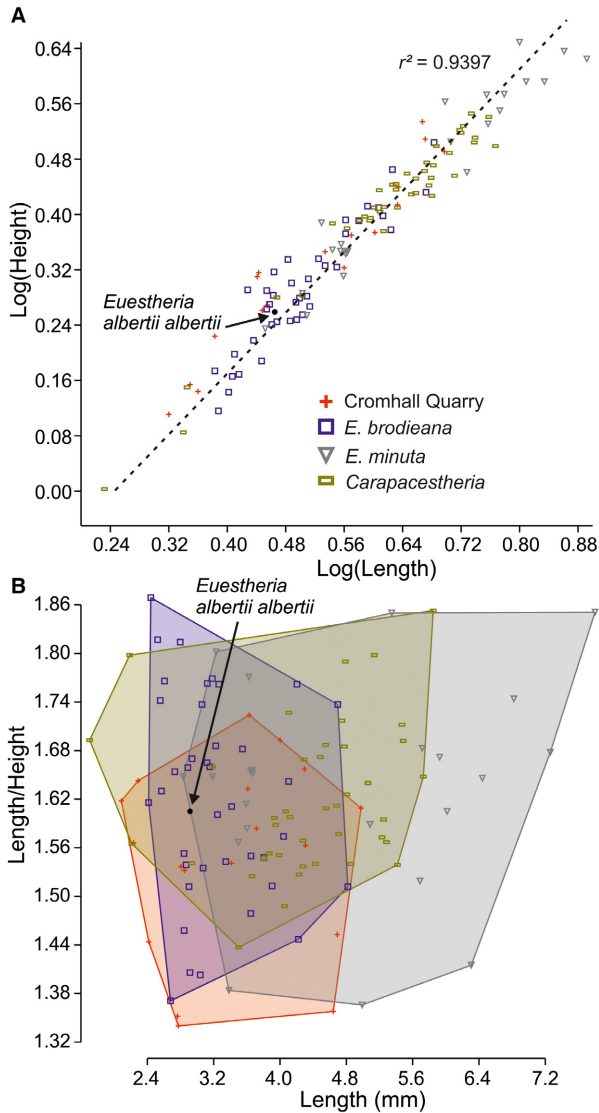 A
0.64
0.56
0.48
0.40
0.32
0.24
0.16
0.08
0.00
Log(Height)
r² = 0.9397
Euestheria
albertii albertii
Cromhall Quarry
E. brodieana
E. minuta
Carapacestheria
0.24 0.32 0.40 0.48 0.56 0.64 0.72 0.80 0.88
Log(Length)
B
Euestheria
albertii albertii
1.86
1.80
1.74
1.68
1.62
1.56
1.50
1.44
1.38
1.32
Length/Height
2.4 3.2 4.0 4.8 5.6 6.4 7.2
Length (mm)